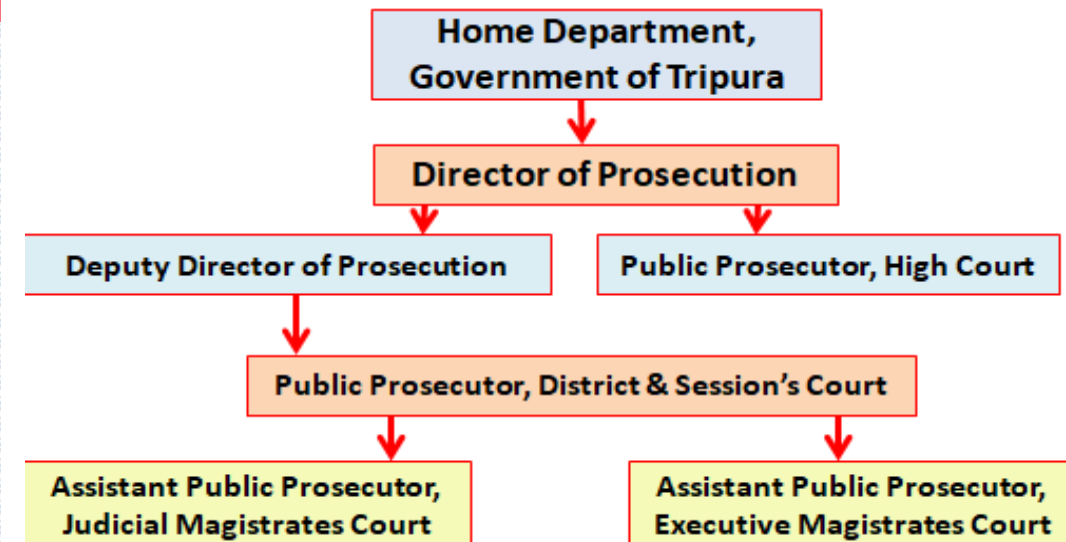 Home Department,
Government of Tripura
Director of Prosecution
Deputy Director of Prosecution
Public Prosecutor, High Court
Public Prosecutor, District & Session’s Court
Assistant Public Prosecutor,
Judicial Magistrates Court
Assistant Public Prosecutor,
Executive Magistrates Court